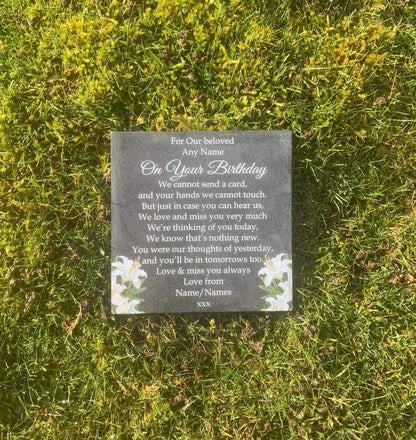 For Our beloved
Any Name
On Your Birthday
We cannot send a card,
and your hands we cannot touch.
But just in case you can hear us,
We love and miss you very much
We're thinking of you today,
We know that's nothing new.
You were our thoughts of yesterday,
and you'll be in tomorrows too.
Love & miss you always
Love from
Name/Names
xxx